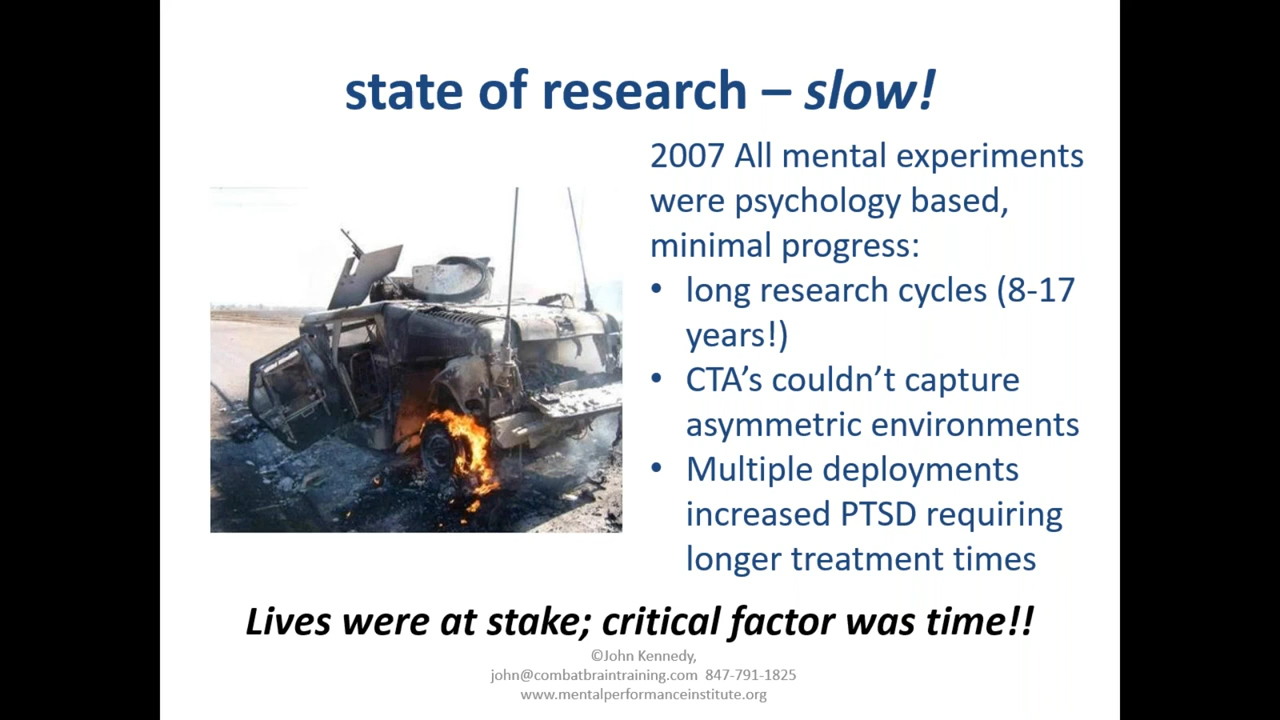 state of research – slow!
2007 All mental experiments
were psychology based,
minimal progress:
• long research cycles (8-17
years!)
• CTA’s couldn’t capture
asymmetric environments
• Multiple deployments
increased PTSD requiring
longer treatment times
Lives were at stake; critical factor was time!!
©John Kennedy,
john@combatbraintraining.com 847-791-1825
www.mentalperformanceinstitute.org